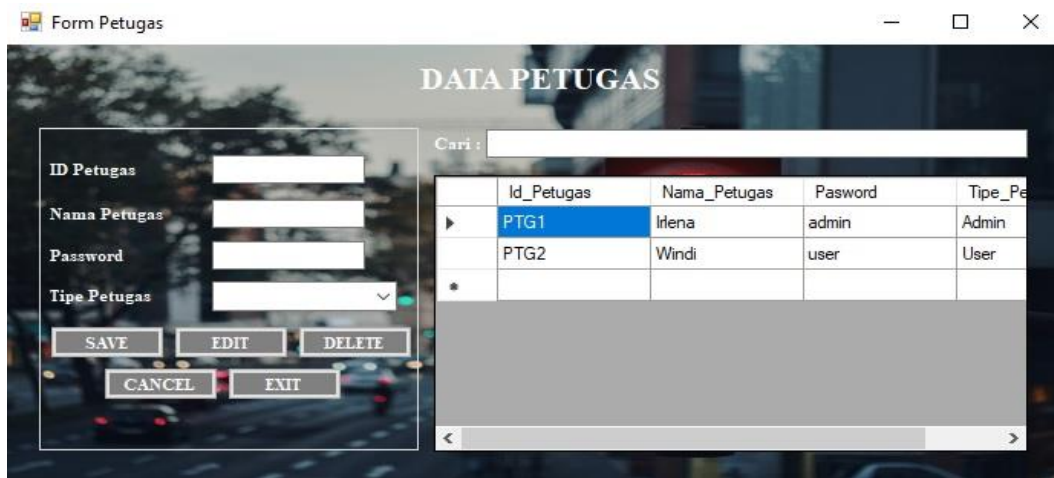 Form Petugas
DATA PETUGAS
ID Petugas
Nama Petugas
Password
Tipe Petugas
SAVE EDIT DELETE
CANCEL EXIT
Cari :
Id_Petugas Nama_Petugas Pasword Tipe_Pe
PTG1 Irlena admin Admin
PTG2 Windi user User